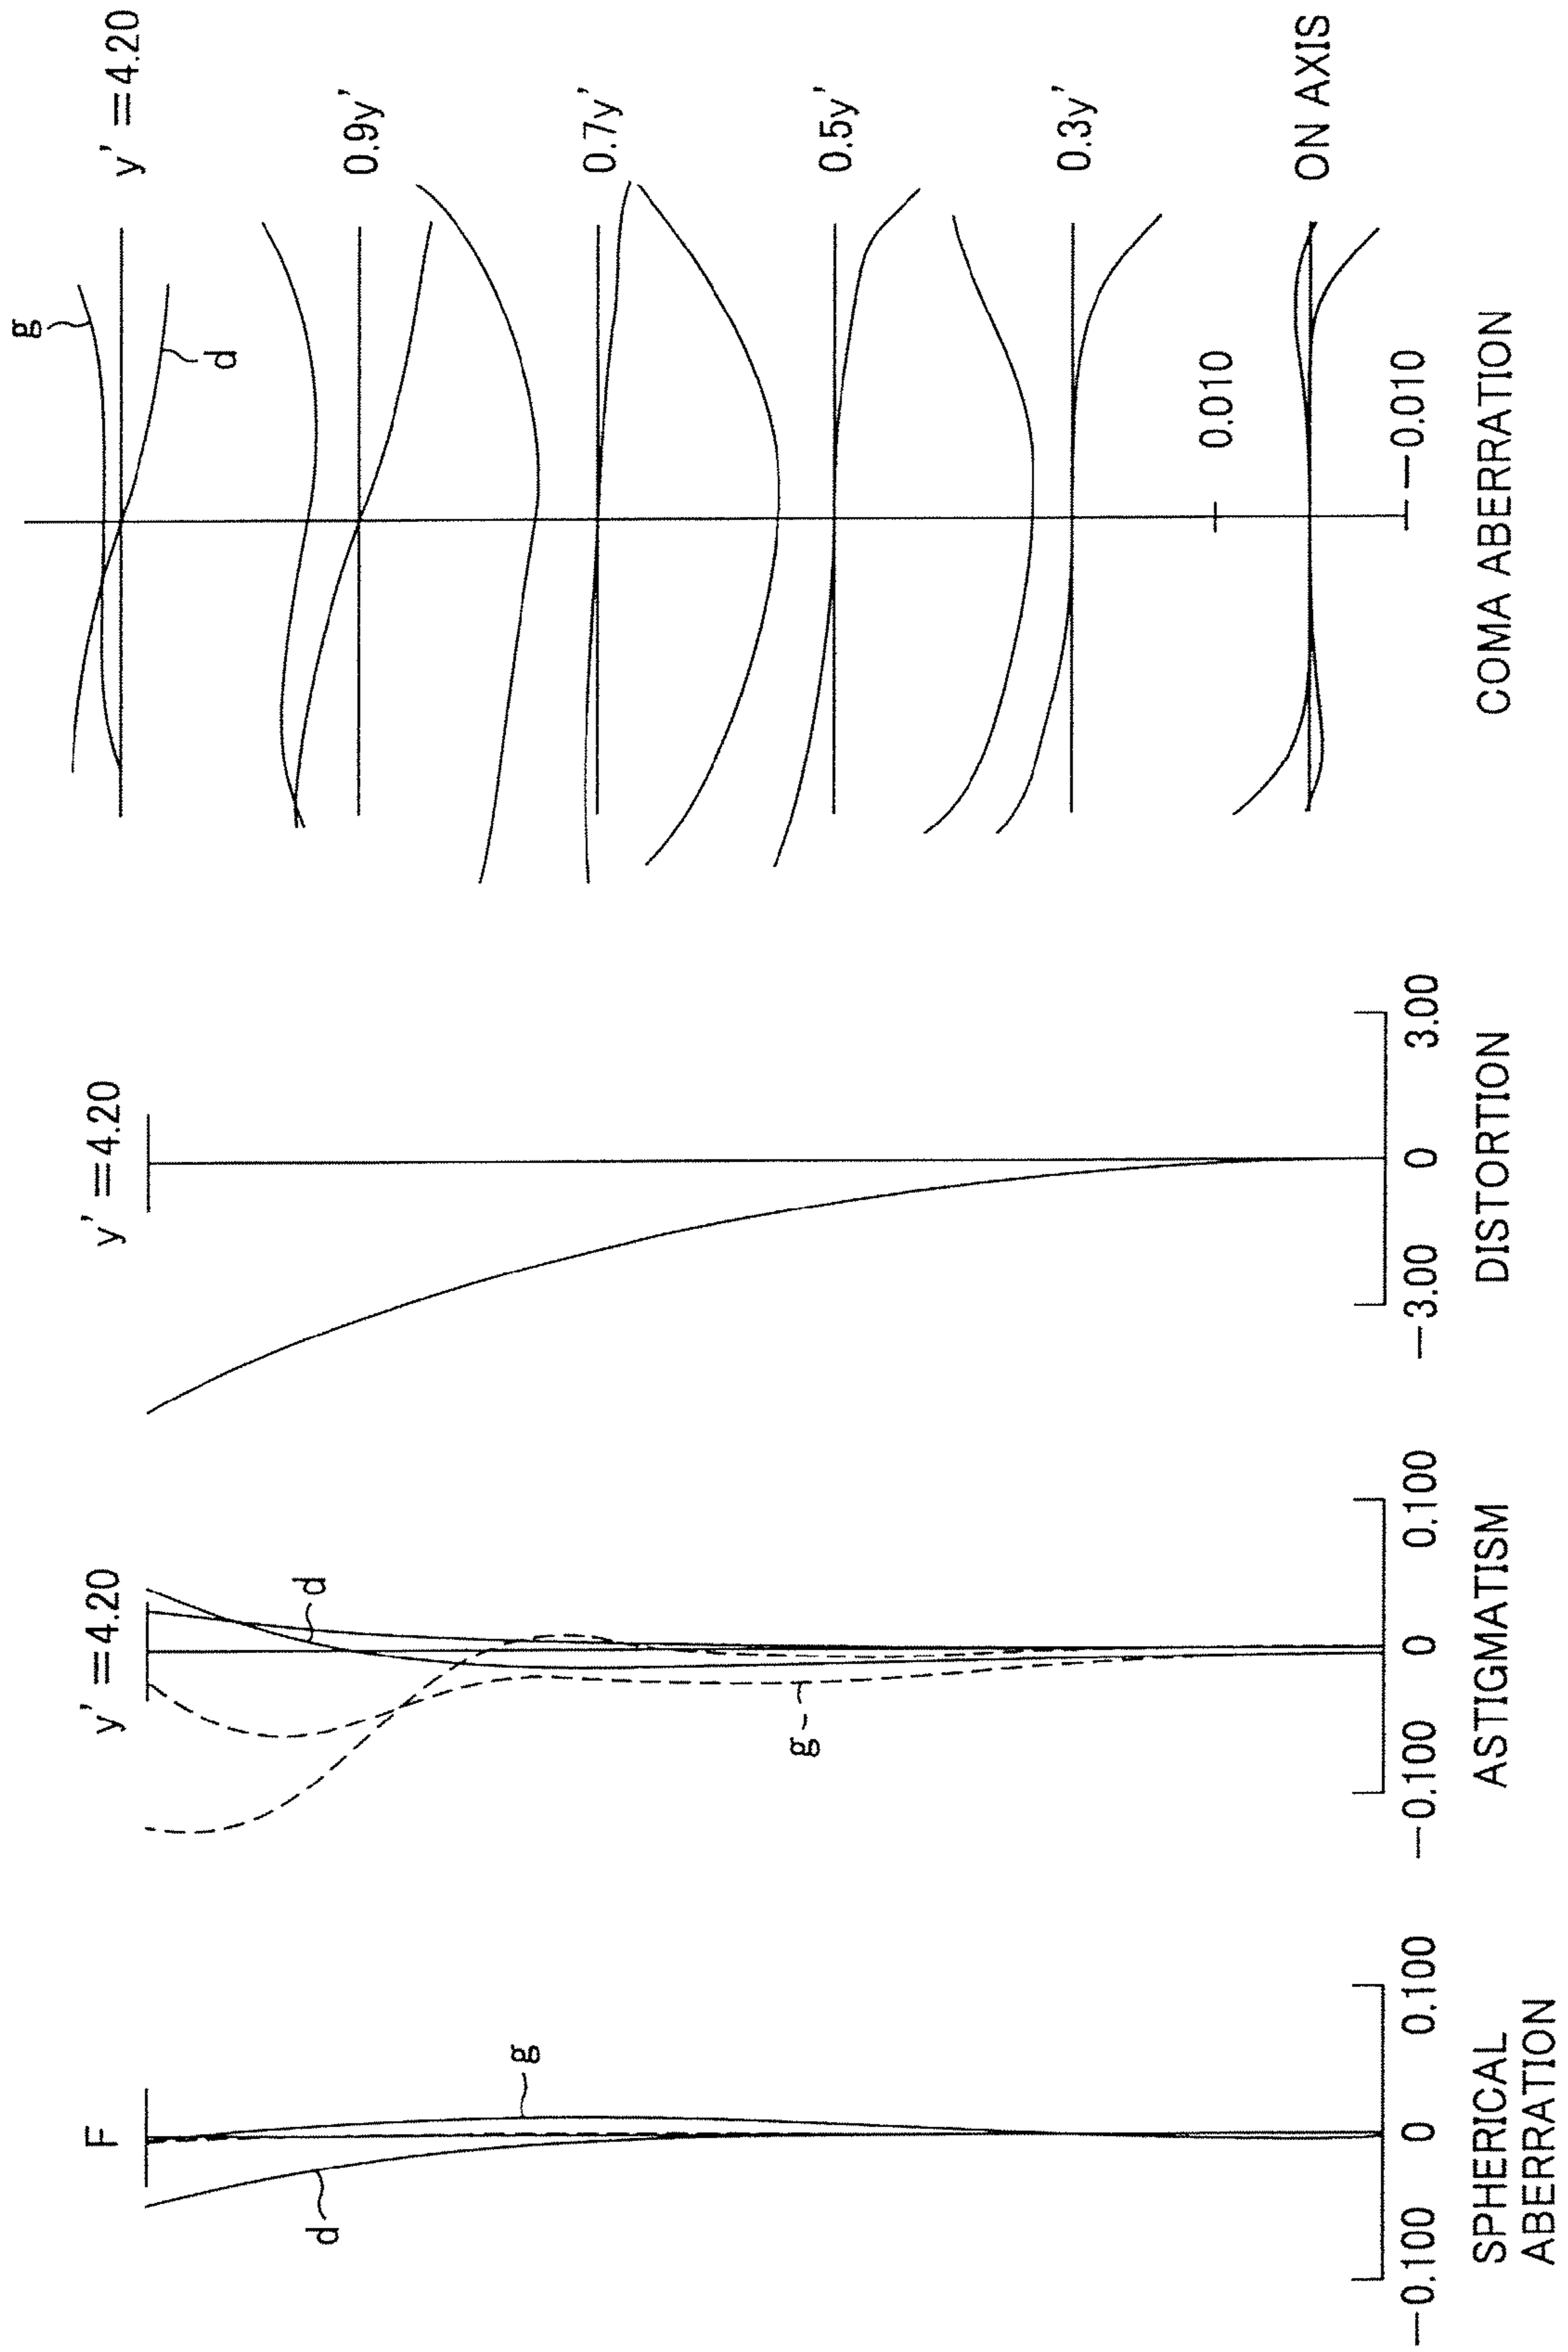 F
d
g
−0.100
0
0.100
SPHERICAL
ABERRATION
y' =4.20
d
g
−0.100
0
0.100
ASTIGMATISM
y' =4.20
−3.00
0
3.00
DISTORTION
g
d
y' =4.20
0.9y'
0.7y'
0.5y'
0.3y'
0.010
ON AXIS
−0.010
COMA ABERRATION